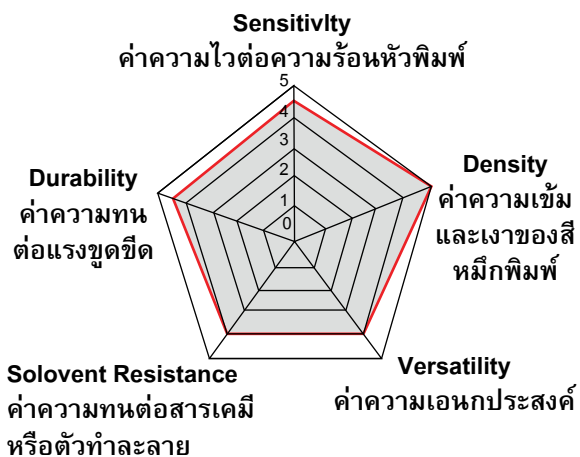 SensitivIty
ค่าความไวต่อความร้อนหัวพิมพ์
5
4
3
2
1
0
Density
ค่าความเข้ม
และเงาของสี
หมึกพิมพ์
Durability
ค่าความทน
ต่อแรงขูดขีด
Versatility
ค่าความเอนกประสงค์
Solovent Resistance
ค่าความทนต่อสารเคมี
หรือตัวทำละลาย